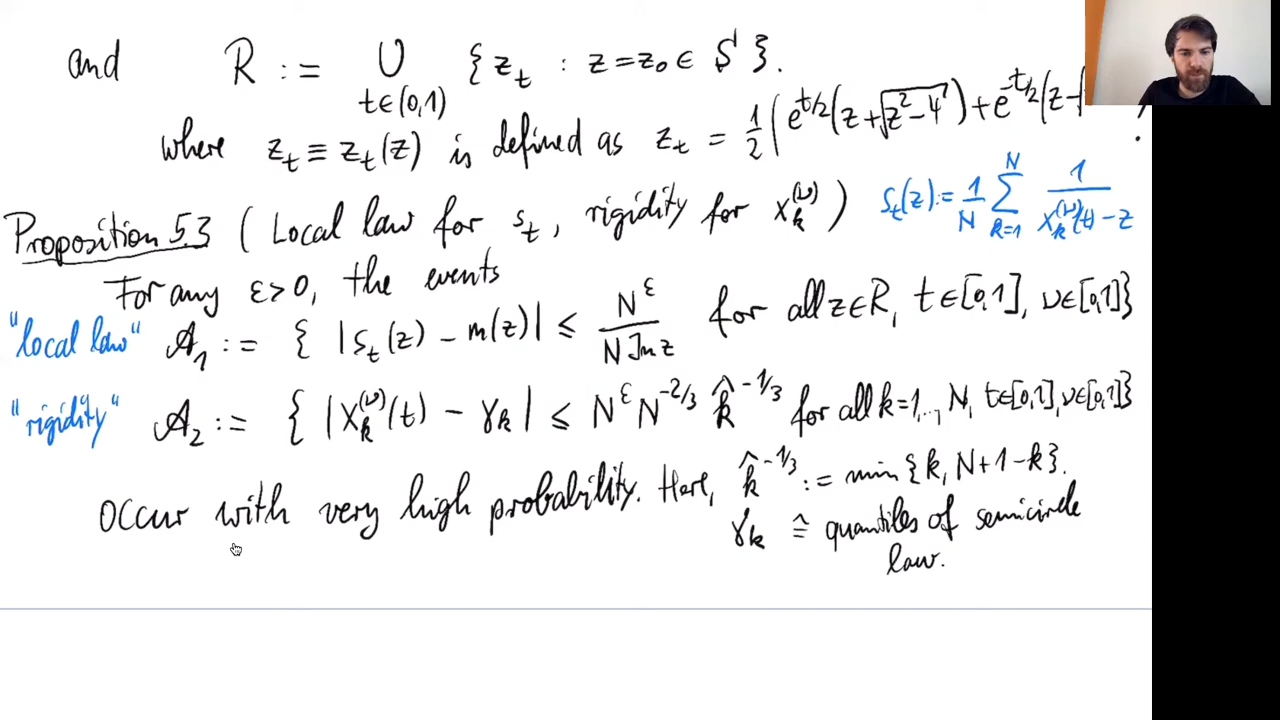 and R := ∪ {z_t : z = z_0 ∈ S}.
t∈(0,1)
where z_t ≡ z_t(z) is defined as z_t = 1/2 (e^{t/2}(z+√(z²-4)) + e^{-t/2}(z-√
Proposition 5.3 (Local law for s_t, rigidity for x_k^{(ν)}) s_t(z) := 1/N ∑_{k=1}^N 1/(x_k^{(ν)}(t) - z)
For any ε>0, the events
"local law" A_1 := { |s_t(z) - m(z)| ≤ N^ε/(N Im z) for all z∈R, t∈[0,1], ν∈[0,1]}
"rigidity" A_2 := { |x_k^{(ν)}(t) - γ_k| ≤ N^ε N^{-2/3} k̂^{-1/3} for all k=1,.., N, t∈[0,1], ν∈[0,1]}
occur with very high probability. Here, k̂^{-1/3} := min{k, N+1-k}.
γ_k ≙ quantiles of semicircle
law.